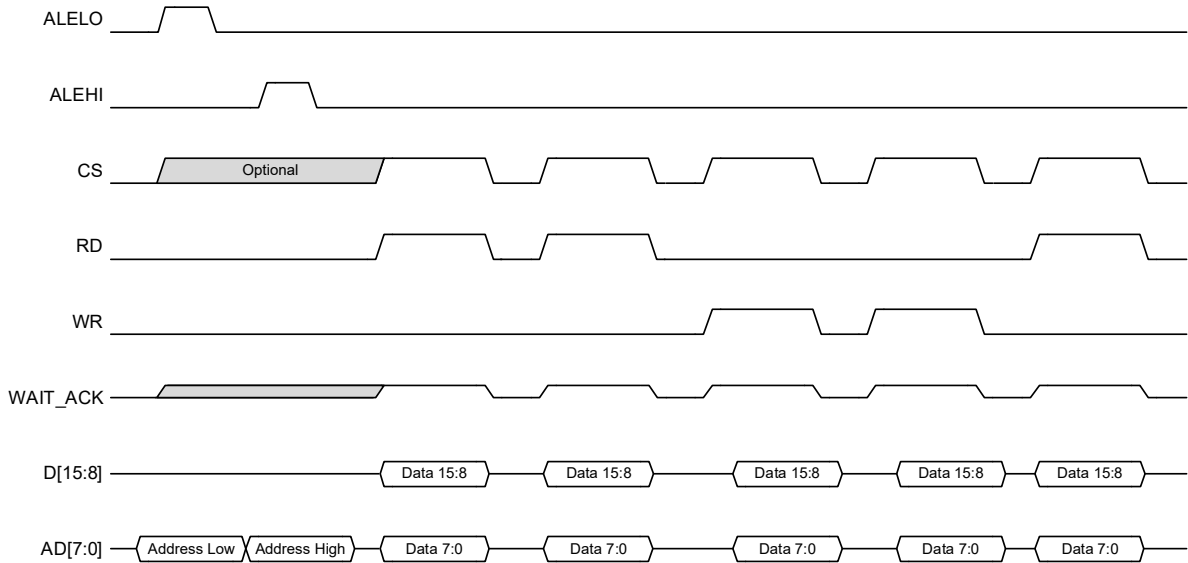 ALELO
ALEHI
CS
Optional
RD
WR
WAIT_ACK
D[15:8]
Data 15:8
Data 15:8
Data 15:8
Data 15:8
Data 15:8
AD[7:0]
Address Low
Address High
Data 7:0
Data 7:0
Data 7:0
Data 7:0
Data 7:0